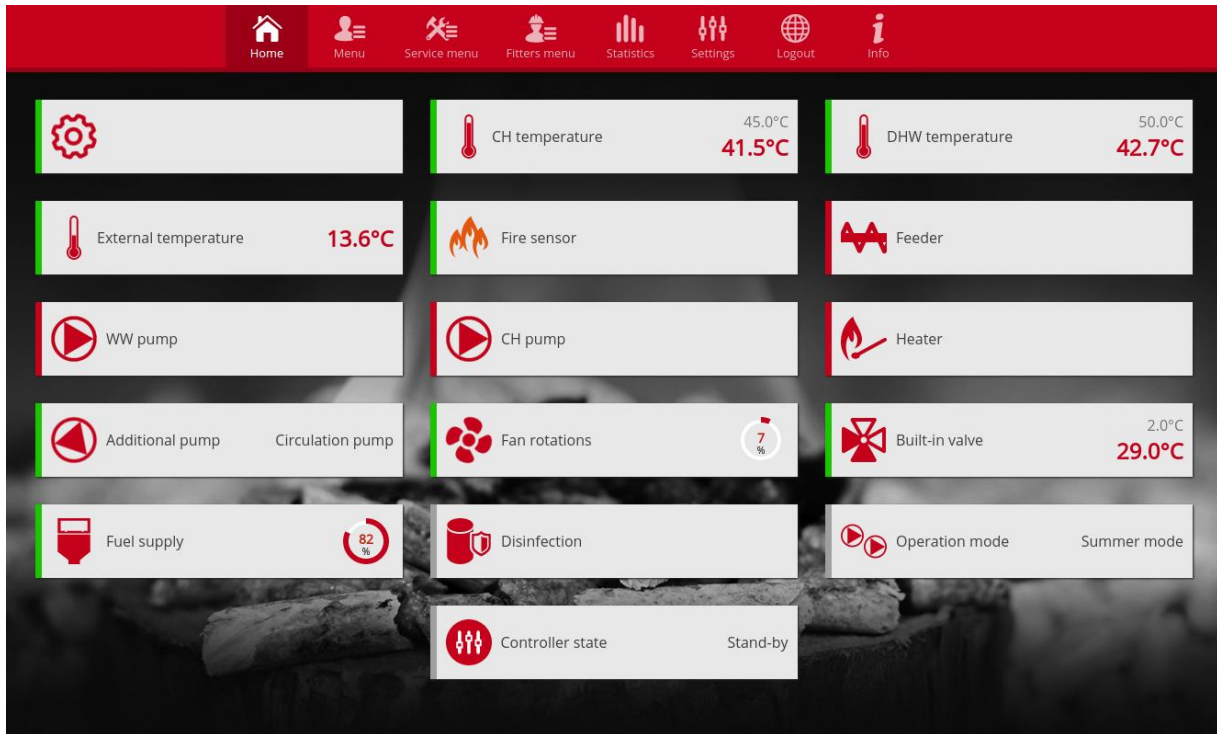 Home Menu Service menu Fitters menu Statistics Settings Logout Info
CH temperature 45.0°C 41.5°C
DHW temperature 50.0°C 42.7°C
External temperature 13.6°C
Fire sensor
Feeder
WW pump
CH pump
Heater
Additional pump Circulation pump
Fan rotations 7 %
Built-in valve 2.0°C 29.0°C
Fuel supply 82 %
Disinfection
Operation mode Summer mode
Controller state Stand-by